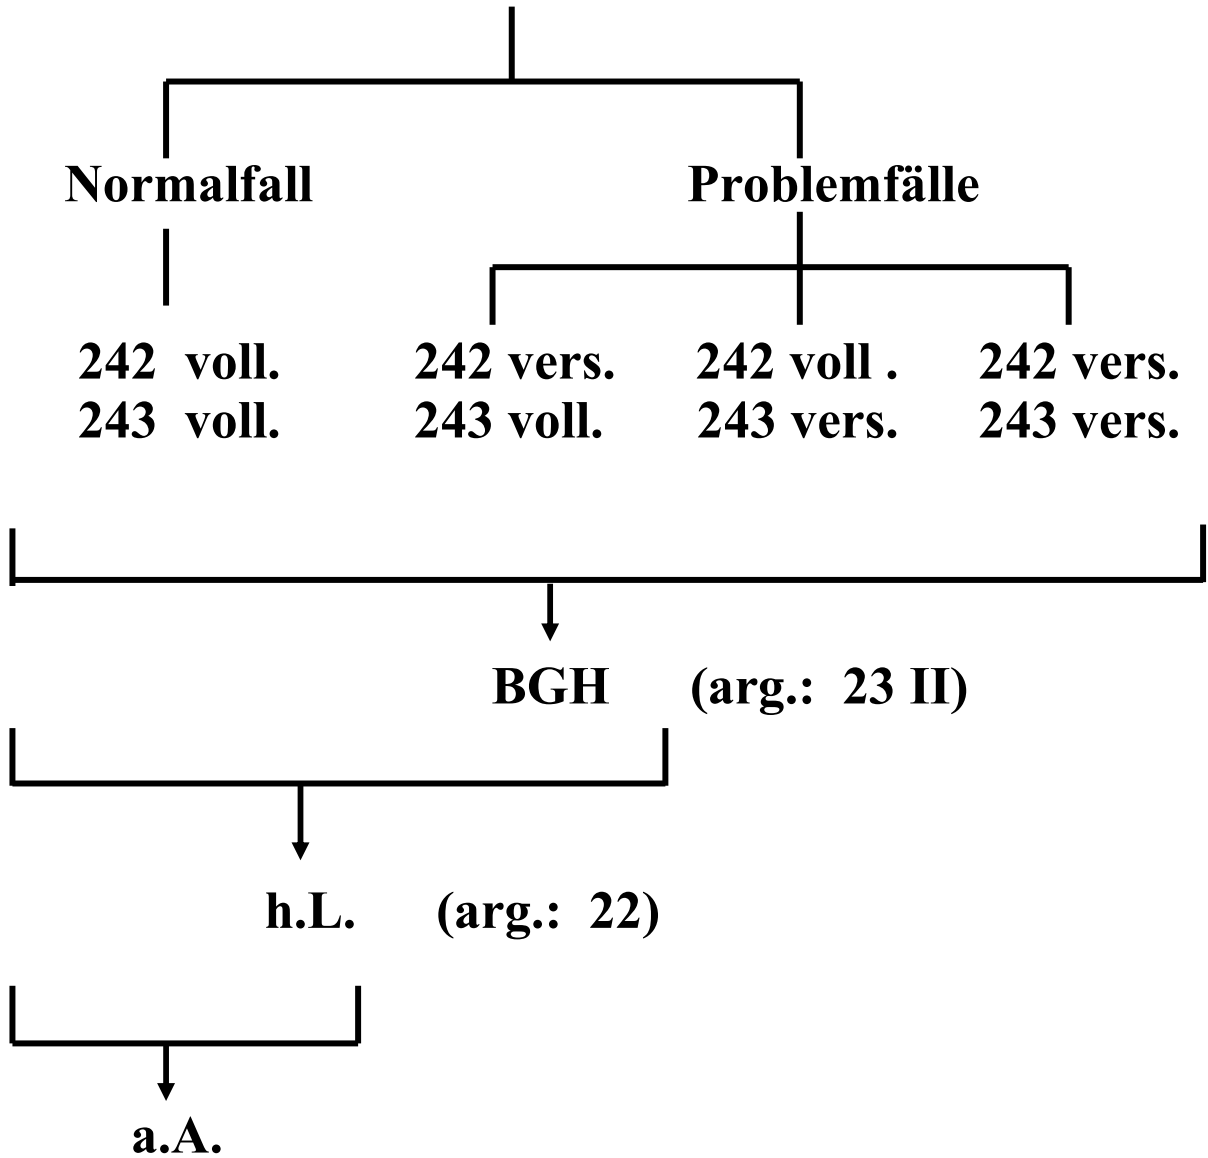 Normalfall Problemfälle
242 voll. 242 vers. 242 voll . 242 vers.
243 voll. 243 voll. 243 vers. 243 vers.
BGH (arg.: 23 II)
h.L. (arg.: 22)
a.A.